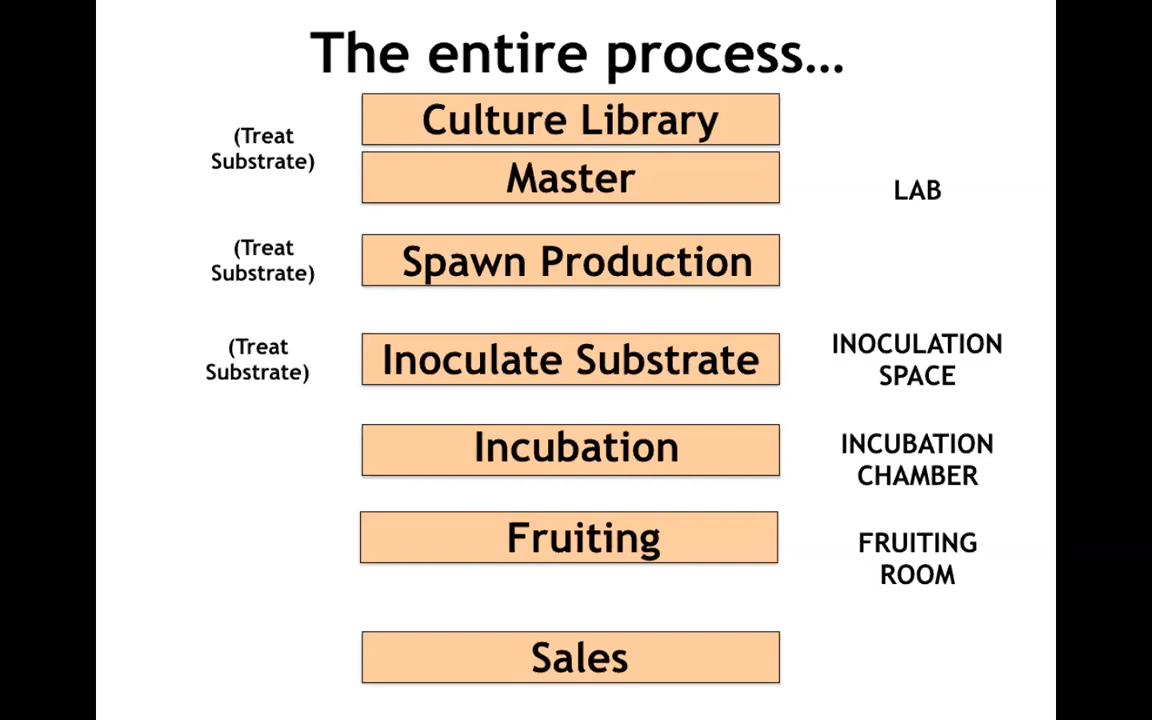 The entire process…
Culture Library
(Treat
Substrate)
Master
LAB
(Treat
Substrate)
Spawn Production
(Treat
Substrate)
Inoculate Substrate
INOCULATION
SPACE
Incubation
INCUBATION
CHAMBER
Fruiting
FRUITING
ROOM
Sales